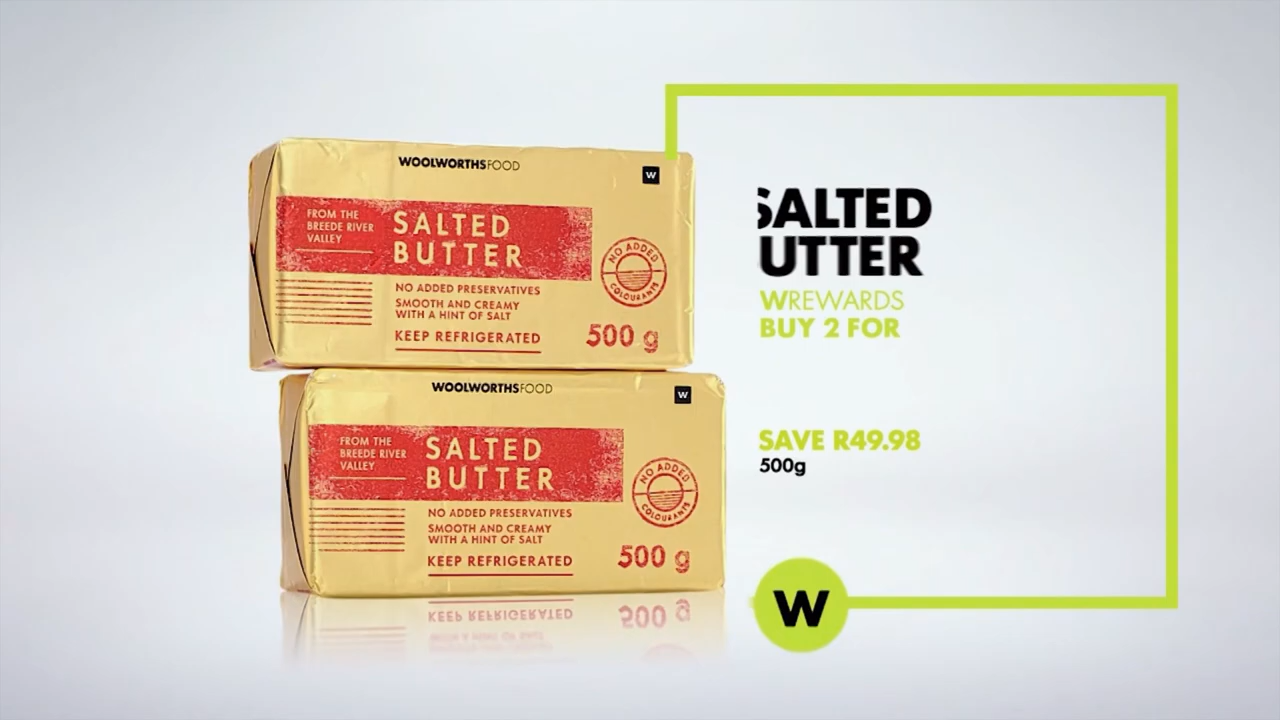 WOOLWORTHSFOOD
W
FROM THE
BREEDE RIVER
VALLEY
SALTED
BUTTER
NO ADDED
COLOURANTS
NO ADDED PRESERVATIVES
SMOOTH AND CREAMY
WITH A HINT OF SALT
KEEP REFRIGERATED
500 g
WOOLWORTHSFOOD
W
FROM THE
BREEDE RIVER
VALLEY
SALTED
BUTTER
NO ADDED
COLOURANTS
NO ADDED PRESERVATIVES
SMOOTH AND CREAMY
WITH A HINT OF SALT
KEEP REFRIGERATED
500 g
SALTED
UTTER
WREWARDS
BUY 2 FOR
SAVE R49.98
500g
W